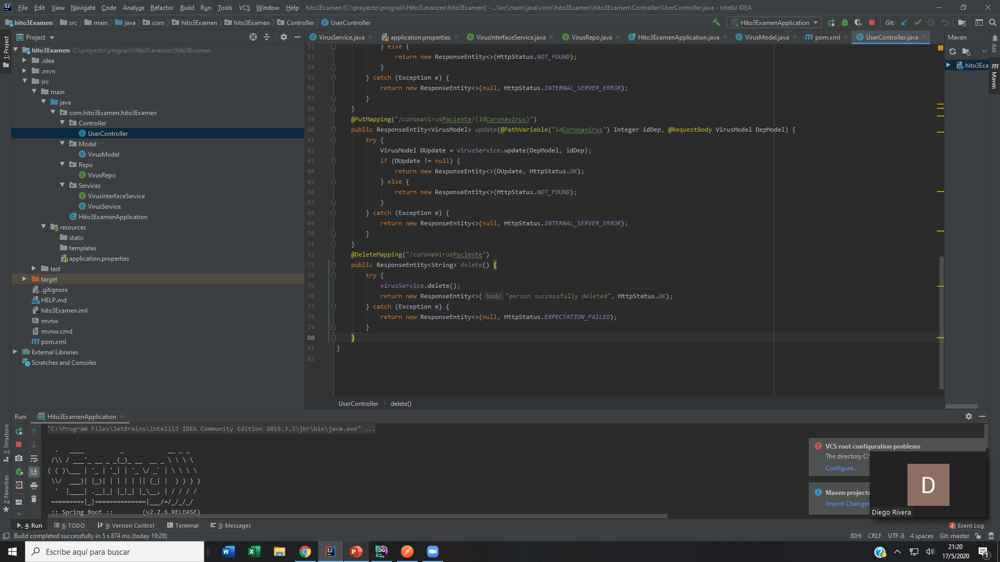 File Edit View Navigate Code Analyze Refactor Build Run Tools VCS Window Help hito3Examen [C:\proyecto\prograiii\Hito3\avanzes\hito3Examen] - ...\src\main\java\com\hito3Examen\hito3Examen\Controller\UserController.java - IntelliJ IDEA
hito3Examen src main java com hito3Examen hito3Examen Controller UserController Hito3ExamenApplication Git:
Project VirusService.java application.properties VirusInterfaceService.java VirusRepo.java Hito3ExamenApplication.java VirusModel.java pom.xml UserController.java Maven
1: Project
Ant
Maven
hito3Exa
7: Structure
2: Favorites
hito3Examen C:\proyecto\prograiii\Hito3\avanzes\hito3Examen
.idea
.mvn
src
main
java
com.hito3Examen.hito3Examen
Controller
UserController
Model
VirusModel
Repo
VirusRepo
Services
VirusInterfaceService
VirusService
Hito3ExamenApplication
resources
static
templates
application.properties
test
target
.gitignore
HELP.md
hito3Examen.iml
mvnw
mvnw.cmd
pom.xml
External Libraries
Scratches and Consoles
52 } else {
53 return new ResponseEntity<>(HttpStatus.NOT_FOUND);
54 }
55 } catch (Exception e) {
56 return new ResponseEntity<>(null, HttpStatus.INTERNAL_SERVER_ERROR);
57 }
58 }
59 @PutMapping("/coronaVirusPaciente/{idCoronavirus}")
60 public ResponseEntity<VirusModel> update(@PathVariable("idCoronavirus") Integer idDep, @RequestBody VirusModel DepModel) {
61 try {
62 VirusModel DUpdate = virusService.update(DepModel, idDep);
63 if (DUpdate != null) {
64 return new ResponseEntity<>(DUpdate, HttpStatus.OK);
65 } else {
66 return new ResponseEntity<>(HttpStatus.NOT_FOUND);
67 }
68 } catch (Exception e) {
69 return new ResponseEntity<>(null, HttpStatus.INTERNAL_SERVER_ERROR);
70 }
71 }
72 @DeleteMapping("/coronaVirusPaciente")
73 public ResponseEntity<String> delete() {
74 try {
75 virusService.delete();
76 return new ResponseEntity<>( body: "person successfully deleted", HttpStatus.OK);
77 } catch (Exception e) {
78 return new ResponseEntity<>(null, HttpStatus.EXPECTATION_FAILED);
79 }
80 }
81 }
82
UserController delete()
Run: Hito3ExamenApplication
"C:\Program Files\JetBrains\IntelliJ IDEA Community Edition 2019.3.3\jbr\bin\java.exe" ...
:: Spring Boot :: (v2.2.6.RELEASE)
VCS root configuration problems
The directory C:\
Configure...
Maven projects
Import Changes
D
Diego Rivera
4: Run 6: TODO 9: Version Control Terminal 0: Messages 2 Event Log
Build completed successfully in 5 s 874 ms (today 19:28) 80:6 CRLF UTF-8 4 spaces Git: master
Escribe aquí para buscar
21:20
17/5/2020
1